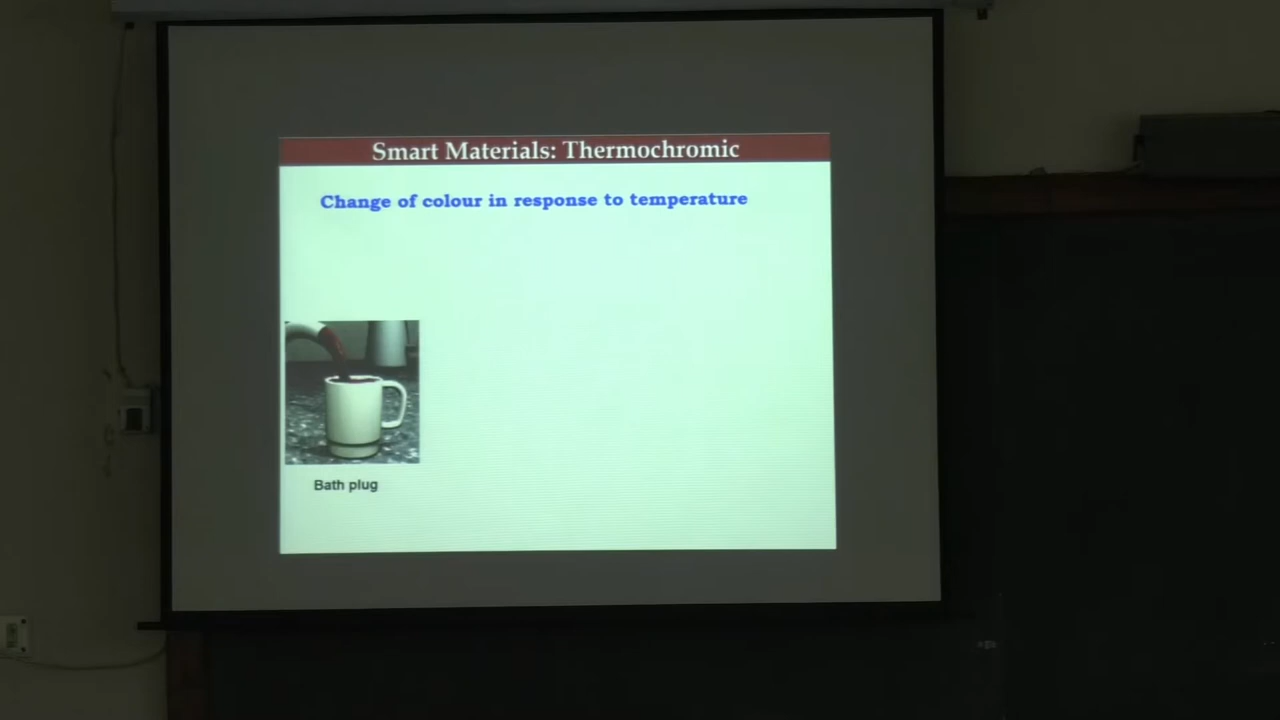 Smart Materials: Thermochromic
Change of colour in response to temperature
Bath plug